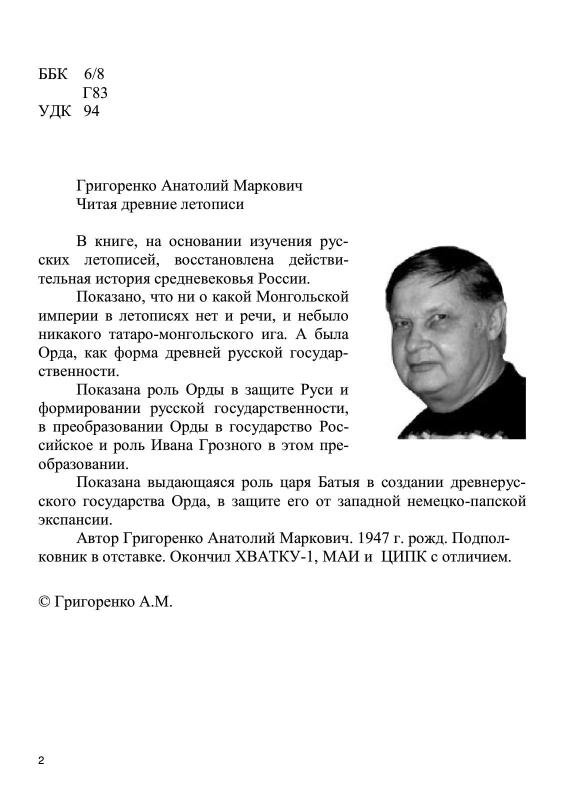 ББК 6/8
Г83
УДК 94
Григоренко Анатолий Маркович
Читая древние летописи
В книге, на основании изучения рус-
ских летописей, восстановлена действи-
тельная история средневековья России.
Показано, что ни о какой Монгольской
империи в летописях нет и речи, и небыло
никакого татаро-монгольского ига. А была
Орда, как форма древней русской государ-
ственности.
Показана роль Орды в защите Руси и
формировании русской государственности,
в преобразовании Орды в государство Рос-
сийское и роль Ивана Грозного в этом пре-
образовании.
Показана выдающаяся роль царя Батыя в создании древнерус-
ского государства Орда, в защите его от западной немецко-папской
экспансии.
Автор Григоренко Анатолий Маркович. 1947 г. рожд. Подпол-
ковник в отставке. Окончил ХВАТКУ-1, МАИ и ЦИПК с отличием.
© Григоренко А.М.
2